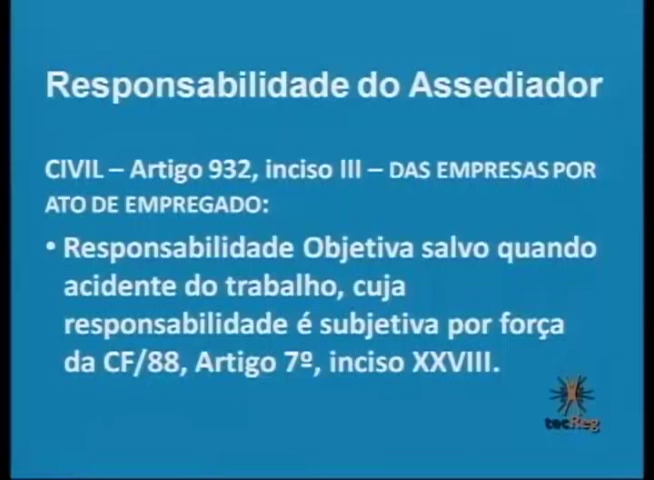 Responsabilidade do Assediador
CIVIL – Artigo 932, inciso III – DAS EMPRESAS POR
ATO DE EMPREGADO:
• Responsabilidade Objetiva salvo quando
acidente do trabalho, cuja
responsabilidade é subjetiva por força
da CF/88, Artigo 7º, inciso XXVIII.
tecReg